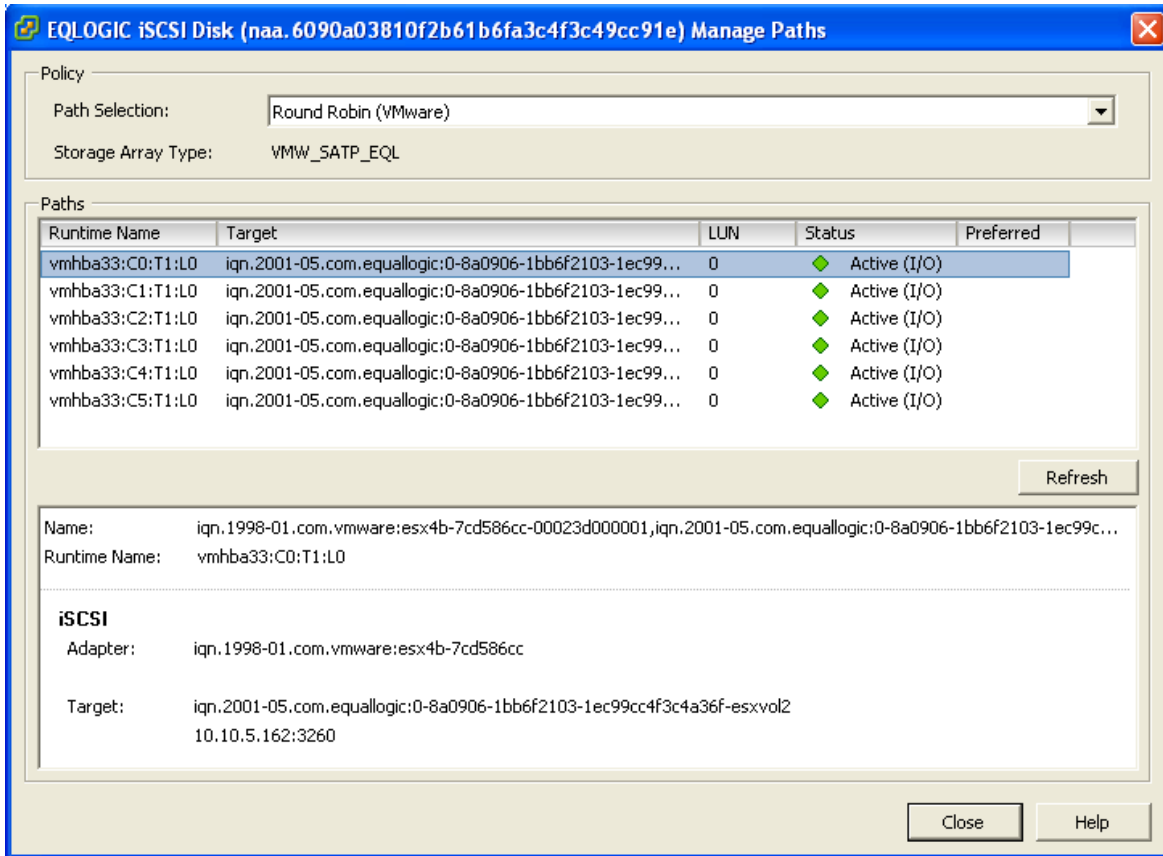 EQLOGIC iSCSI Disk (naa.6090a03810f2b61b6fa3c4f3c49cc91e) Manage Paths
Policy
Path Selection: Round Robin (VMware)
Storage Array Type: VMW_SATP_EQL
Paths
Runtime Name Target LUN Status Preferred
vmhba33:C0:T1:L0 iqn.2001-05.com.equallogic:0-8a0906-1bb6f2103-1ec99... 0 Active (I/O)
vmhba33:C1:T1:L0 iqn.2001-05.com.equallogic:0-8a0906-1bb6f2103-1ec99... 0 Active (I/O)
vmhba33:C2:T1:L0 iqn.2001-05.com.equallogic:0-8a0906-1bb6f2103-1ec99... 0 Active (I/O)
vmhba33:C3:T1:L0 iqn.2001-05.com.equallogic:0-8a0906-1bb6f2103-1ec99... 0 Active (I/O)
vmhba33:C4:T1:L0 iqn.2001-05.com.equallogic:0-8a0906-1bb6f2103-1ec99... 0 Active (I/O)
vmhba33:C5:T1:L0 iqn.2001-05.com.equallogic:0-8a0906-1bb6f2103-1ec99... 0 Active (I/O)
Refresh
Name: iqn.1998-01.com.vmware:esx4b-7cd586cc-00023d000001,iqn.2001-05.com.equallogic:0-8a0906-1bb6f2103-1ec99c...
Runtime Name: vmhba33:C0:T1:L0
iSCSI
Adapter: iqn.1998-01.com.vmware:esx4b-7cd586cc
Target: iqn.2001-05.com.equallogic:0-8a0906-1bb6f2103-1ec99cc4f3c4a36f-esxvol2
10.10.5.162:3260
Close Help